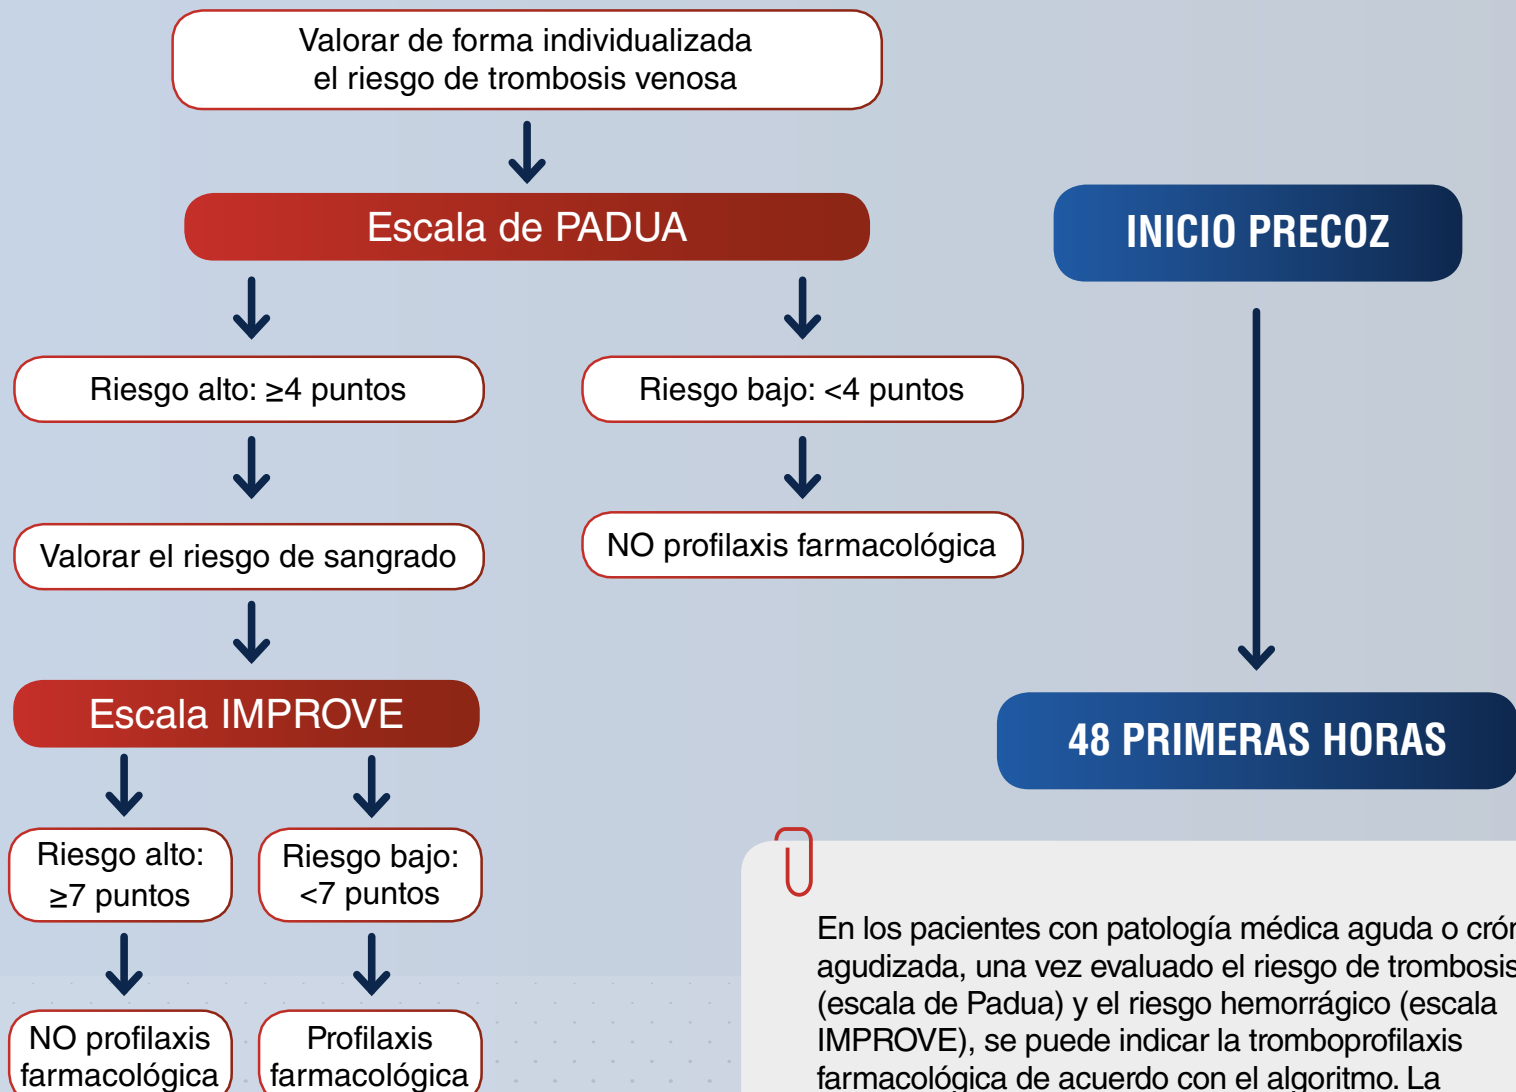 Valorar de forma individualizada
el riesgo de trombosis venosa
Escala de PADUA
Riesgo alto: ≥4 puntos
Riesgo bajo: <4 puntos
Valorar el riesgo de sangrado
NO profilaxis farmacológica
Escala IMPROVE
Riesgo alto:
≥7 puntos
Riesgo bajo:
<7 puntos
NO profilaxis
farmacológica
Profilaxis
farmacológica
INICIO PRECOZ
48 PRIMERAS HORAS
En los pacientes con patología médica aguda o
agudizada, una vez evaluado el riesgo de trombosis
(escala de Padua) y el riesgo hemorrágico (escala
IMPROVE), se puede indicar la tromboprofilaxis
farmacológica de acuerdo con el algoritmo. La